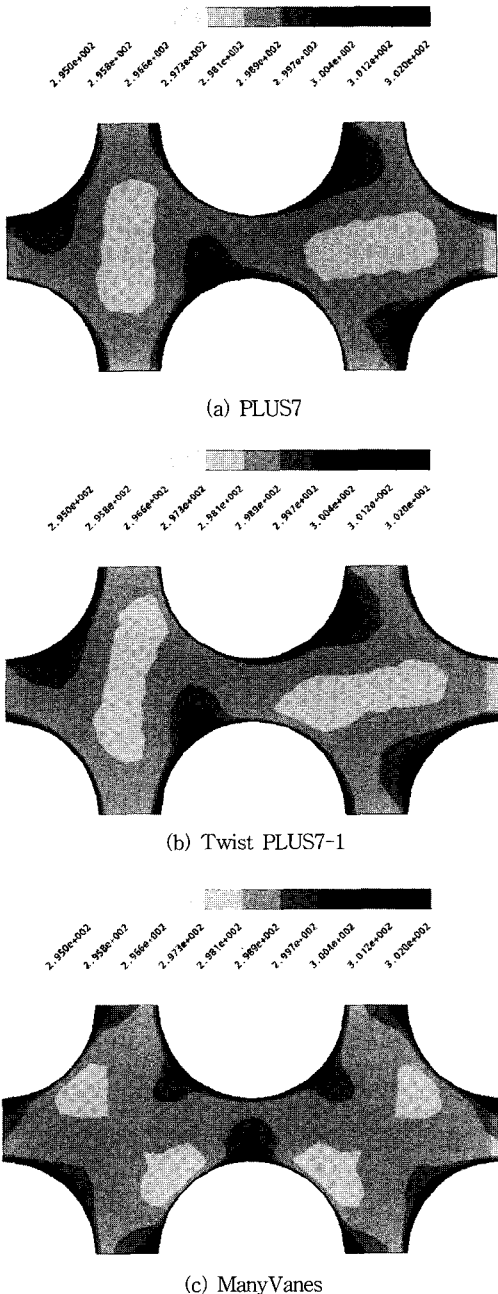 2.950e+002
2.958e+002
2.966e+002
2.973e+002
2.981e+002
2.989e+002
2.997e+002
3.004e+002
3.012e+002
3.020e+002
(a) PLUS7
2.950e+002
2.958e+002
2.966e+002
2.973e+002
2.981e+002
2.989e+002
2.997e+002
3.004e+002
3.012e+002
3.020e+002
(b) Twist PLUS7-1
2.950e+002
2.958e-002
2.966e+002
2.973e+002
2.981e+002
2.989e+002
2.997e+002
3.004e+002
3.012e+002
3.020e+002
(c) ManyVanes